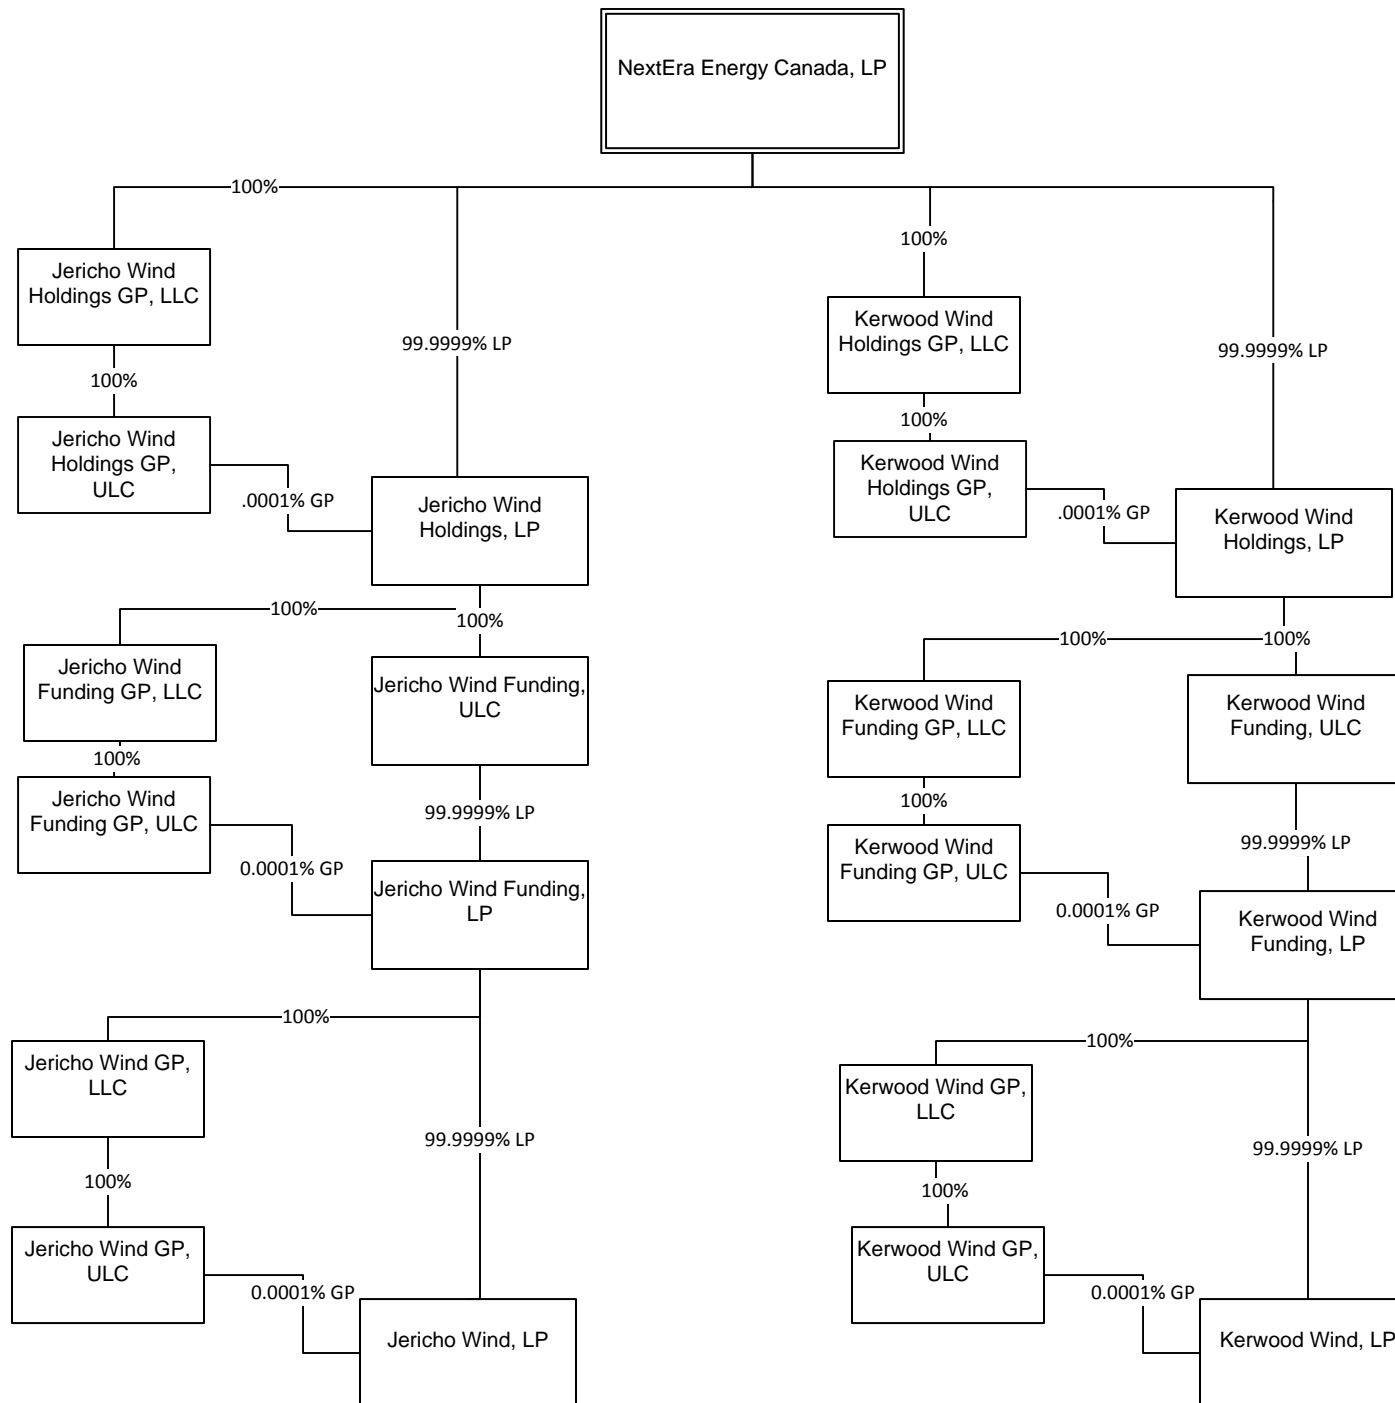 NextEra Energy Canada, LP
100%
Jericho Wind
Holdings GP, LLC
100%
Jericho Wind
Holdings GP,
ULC
.0001% GP
99.9999% LP
Jericho Wind
Holdings, LP
100%
100%
Jericho Wind
Funding GP, LLC
100%
Jericho Wind
Funding GP, ULC
0.0001% GP
Jericho Wind Funding,
ULC
99.9999% LP
Jericho Wind Funding,
LP
100%
Jericho Wind GP,
LLC
100%
Jericho Wind GP,
ULC
0.0001% GP
99.9999% LP
Jericho Wind, LP
100%
Kerwood Wind
Holdings GP, LLC
100%
Kerwood Wind
Holdings GP,
ULC
.0001% GP
99.9999% LP
Kerwood Wind
Holdings, LP
100%
100%
Kerwood Wind
Funding GP, LLC
100%
Kerwood Wind
Funding GP, ULC
0.0001% GP
Kerwood Wind
Funding, ULC
99.9999% LP
Kerwood Wind
Funding, LP
100%
Kerwood Wind GP,
LLC
100%
Kerwood Wind GP,
ULC
0.0001% GP
99.9999% LP
Kerwood Wind, LP